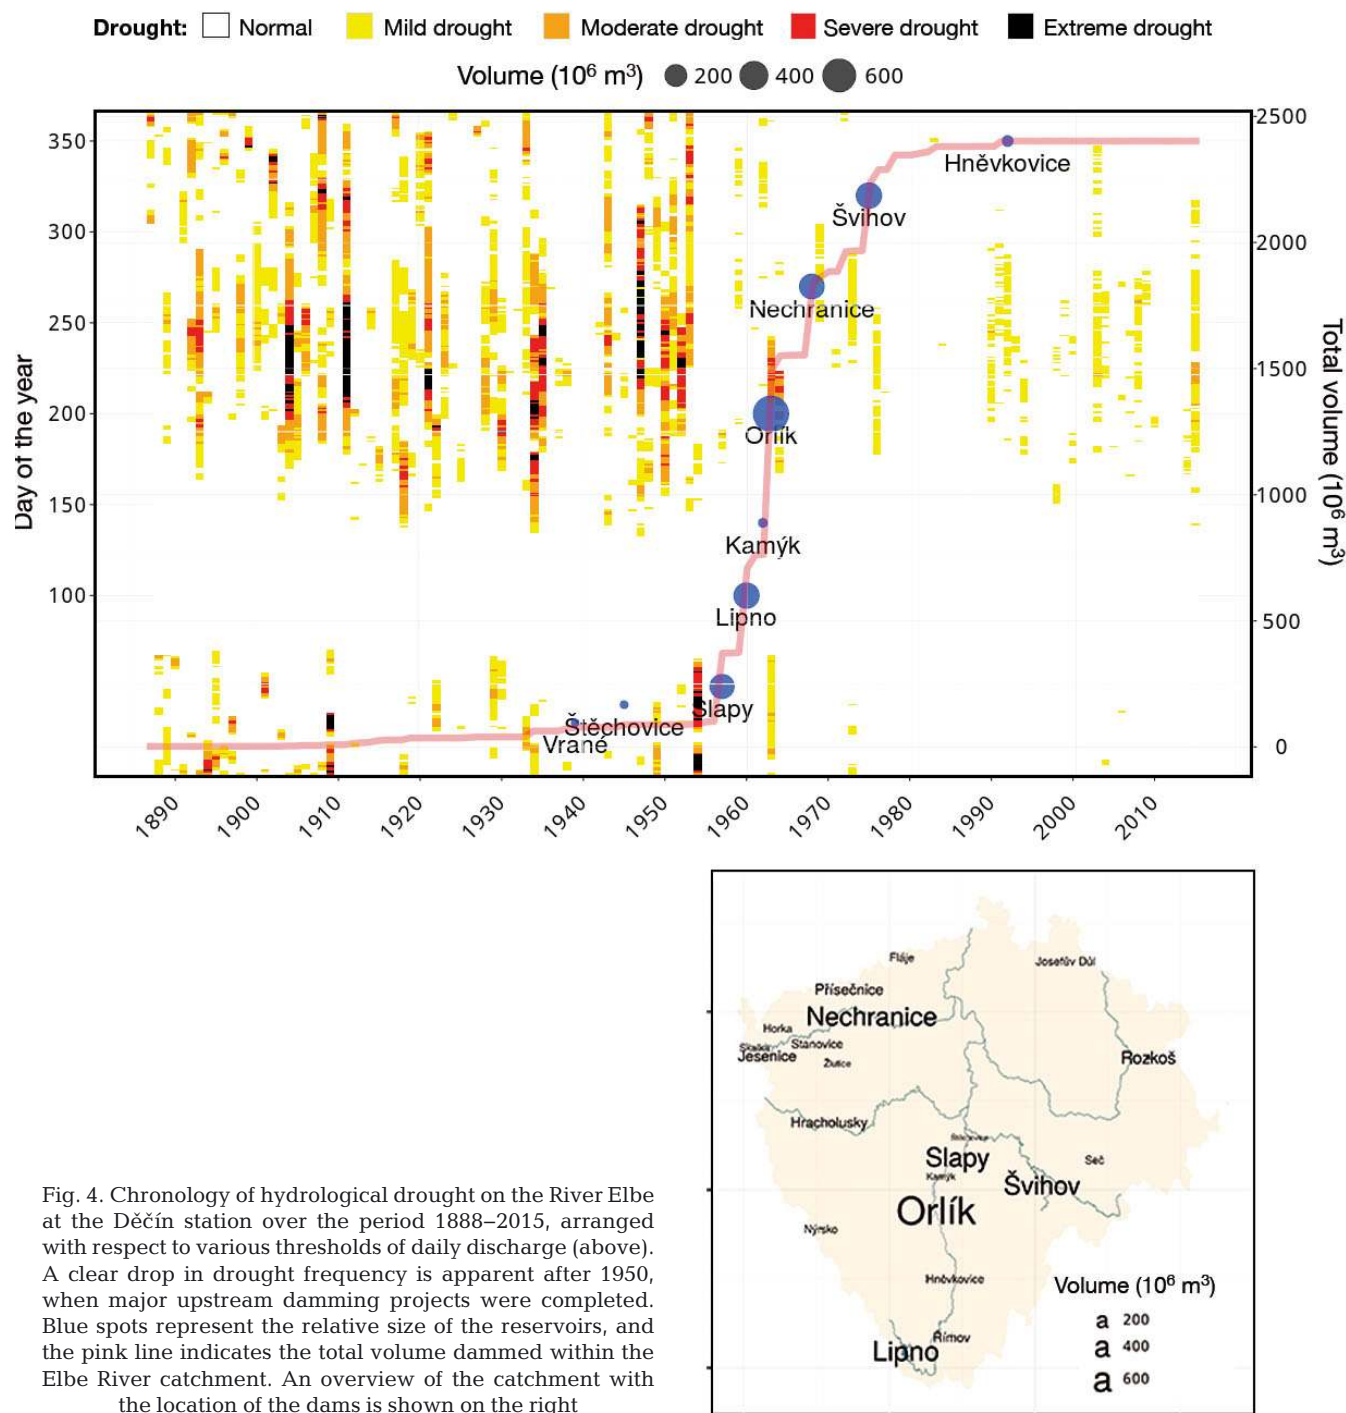 Drought: Normal Mild drought Moderate drought Severe drought Extreme drought
Volume (10⁶ m³) 200 400 600
Day of the year
350
300
250
200
150
100
2500
2000
1500
1000
500
0
Total volume (10⁶ m³)
Hněvkovice
Švihov
Nechranice
Orlík
Kamýk
Lipno
Slapy
Štěchovice
Vrané
1890 1900 1910 1920 1930 1940 1950 1960 1970 1980 1990 2000 2010
Fláje
Josefův Důl
Přísečnice
Nechranice
Horka
Skalka
Stanovice
Jesenice
Žlutice
Rozkoš
Hracholusky
Slapy
Seč
Kamýk
Švihov
Orlík
Nýrsko
Hněvkovice
Římov
Lipno
Volume (10⁶ m³)
a 200
a 400
a 600
Fig. 4. Chronology of hydrological drought on the River Elbe
at the Děčín station over the period 1888–2015, arranged
with respect to various thresholds of daily discharge (above).
A clear drop in drought frequency is apparent after 1950,
when major upstream damming projects were completed.
Blue spots represent the relative size of the reservoirs, and
the pink line indicates the total volume dammed within the
Elbe River catchment. An overview of the catchment with
the location of the dams is shown on the right